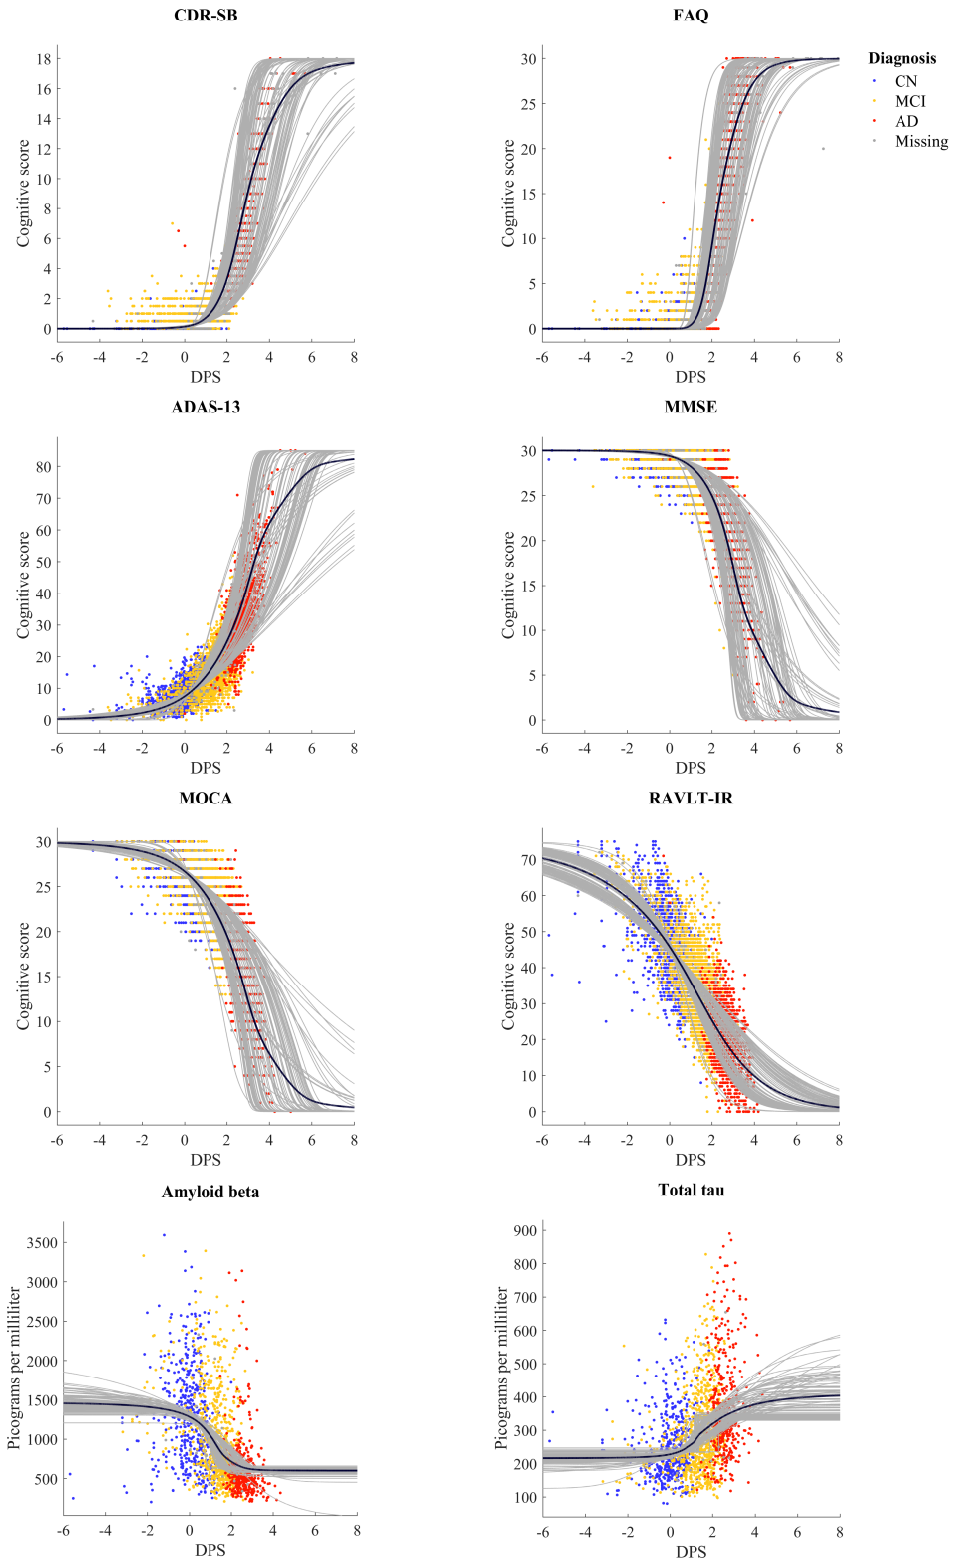 CDR-SB
FAQ
Diagnosis
CN
MCI
AD
Missing
18
16
14
12
10
8
6
4
2
0
Cognitive score
-6 -4 -2 0 2 4 6 8
DPS
30
25
20
15
10
5
0
Cognitive score
-6 -4 -2 0 2 4 6 8
DPS
ADAS-13
MMSE
80
70
60
50
40
30
20
10
0
Cognitive score
-6 -4 -2 0 2 4 6 8
DPS
30
25
20
15
10
5
0
Cognitive score
-6 -4 -2 0 2 4 6 8
DPS
MOCA
RAVLT-IR
30
25
20
15
10
5
0
Cognitive score
-6 -4 -2 0 2 4 6 8
DPS
70
60
50
40
30
20
10
0
Cognitive score
-6 -4 -2 0 2 4 6 8
DPS
Amyloid beta
Total tau
3500
3000
2500
2000
1500
1000
500
Picograms per milliliter
-6 -4 -2 0 2 4 6 8
DPS
900
800
700
600
500
400
300
200
100
Picograms per milliliter
-6 -4 -2 0 2 4 6 8
DPS